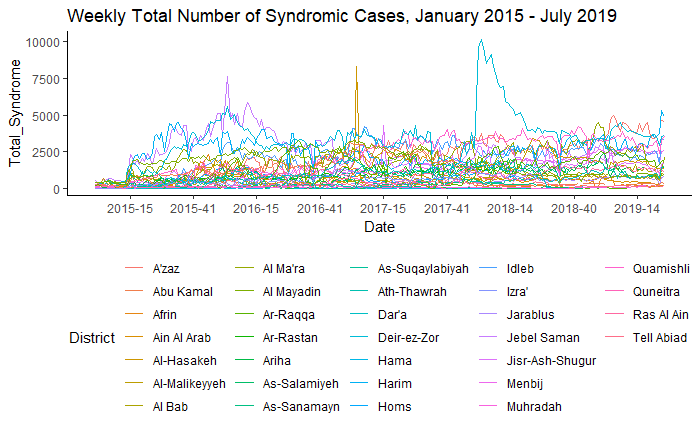 Weekly Total Number of Syndromic Cases, January 2015 - July 2019
10000
7500
5000
2500
0
Total_Syndrome
2015-15 2015-41 2016-15 2016-41 2017-15 2017-41 2018-14 2018-40 2019-14
Date
District
A'zaz Al Ma'ra As-Suqaylabiyah Idleb Quamishli
Abu Kamal Al Mayadin Ath-Thawrah Izra' Quneitra
Afrin Ar-Raqqa Dar'a Jarablus Ras Al Ain
Ain Al Arab Ar-Rastan Deir-ez-Zor Jebel Saman Tell Abiad
Al-Hasakeh Ariha Hama Jisr-Ash-Shugur
Al-Malikeyyeh As-Salamiyeh Harim Menbij
Al Bab As-Sanamayn Homs Muhradah